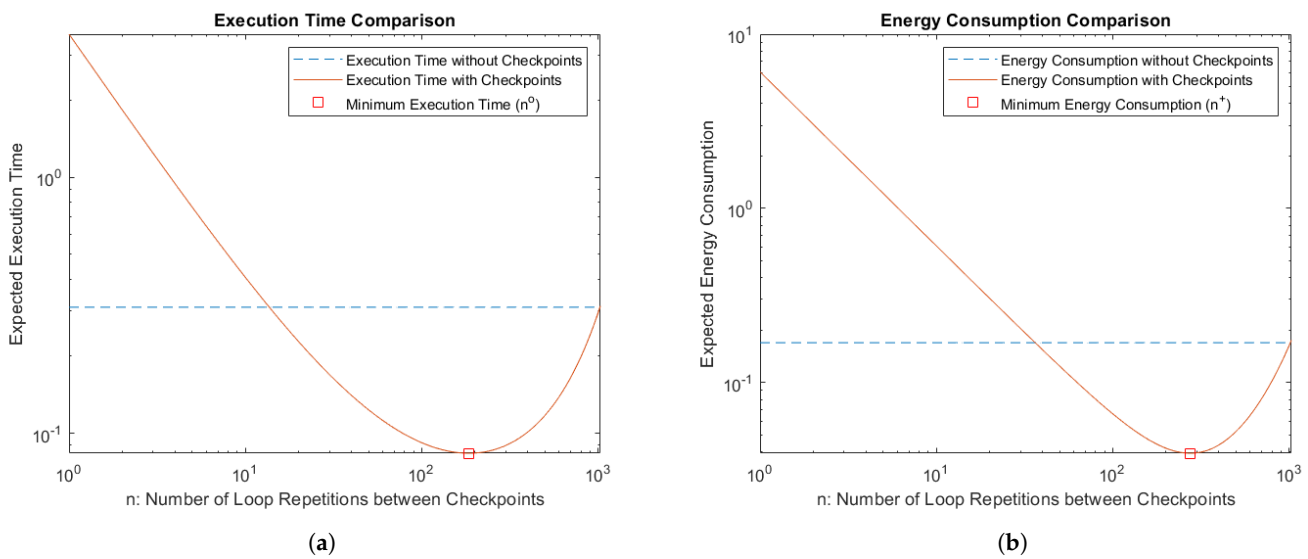 Execution Time Comparison
Execution Time without Checkpoints
Execution Time with Checkpoints
Minimum Execution Time (n^o)
Expected Execution Time
10^0
10^-1
10^0 10^1 10^2 10^3
n: Number of Loop Repetitions between Checkpoints
(a)
Energy Consumption Comparison
Energy Consumption without Checkpoints
Energy Consumption with Checkpoints
Minimum Energy Consumption (n^+)
Expected Energy Consumption
10^1
10^0
10^-1
10^0 10^1 10^2 10^3
n: Number of Loop Repetitions between Checkpoints
(b)